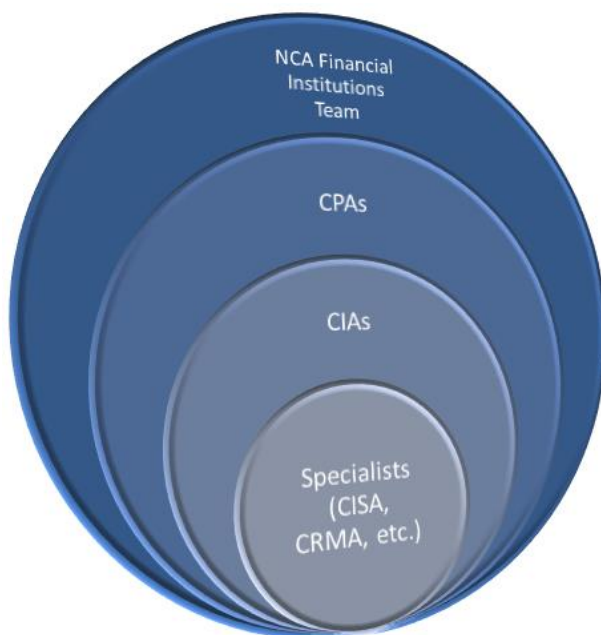 NCA Financial
Institutions
Team
CPAs
CIAs
Specialists
(CISA,
CRMA, etc.)